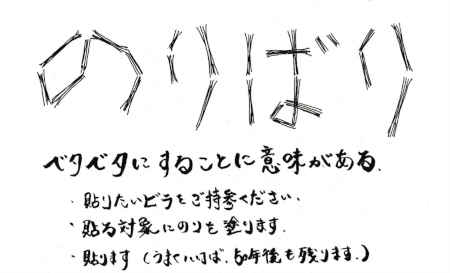 のりばり
ベタベタにすることに意味がある.
・貼りたいビラをご持参ください.
・貼る対象にのりを塗ります.
・貼ります（うまくいけば、50年後も残ります.）